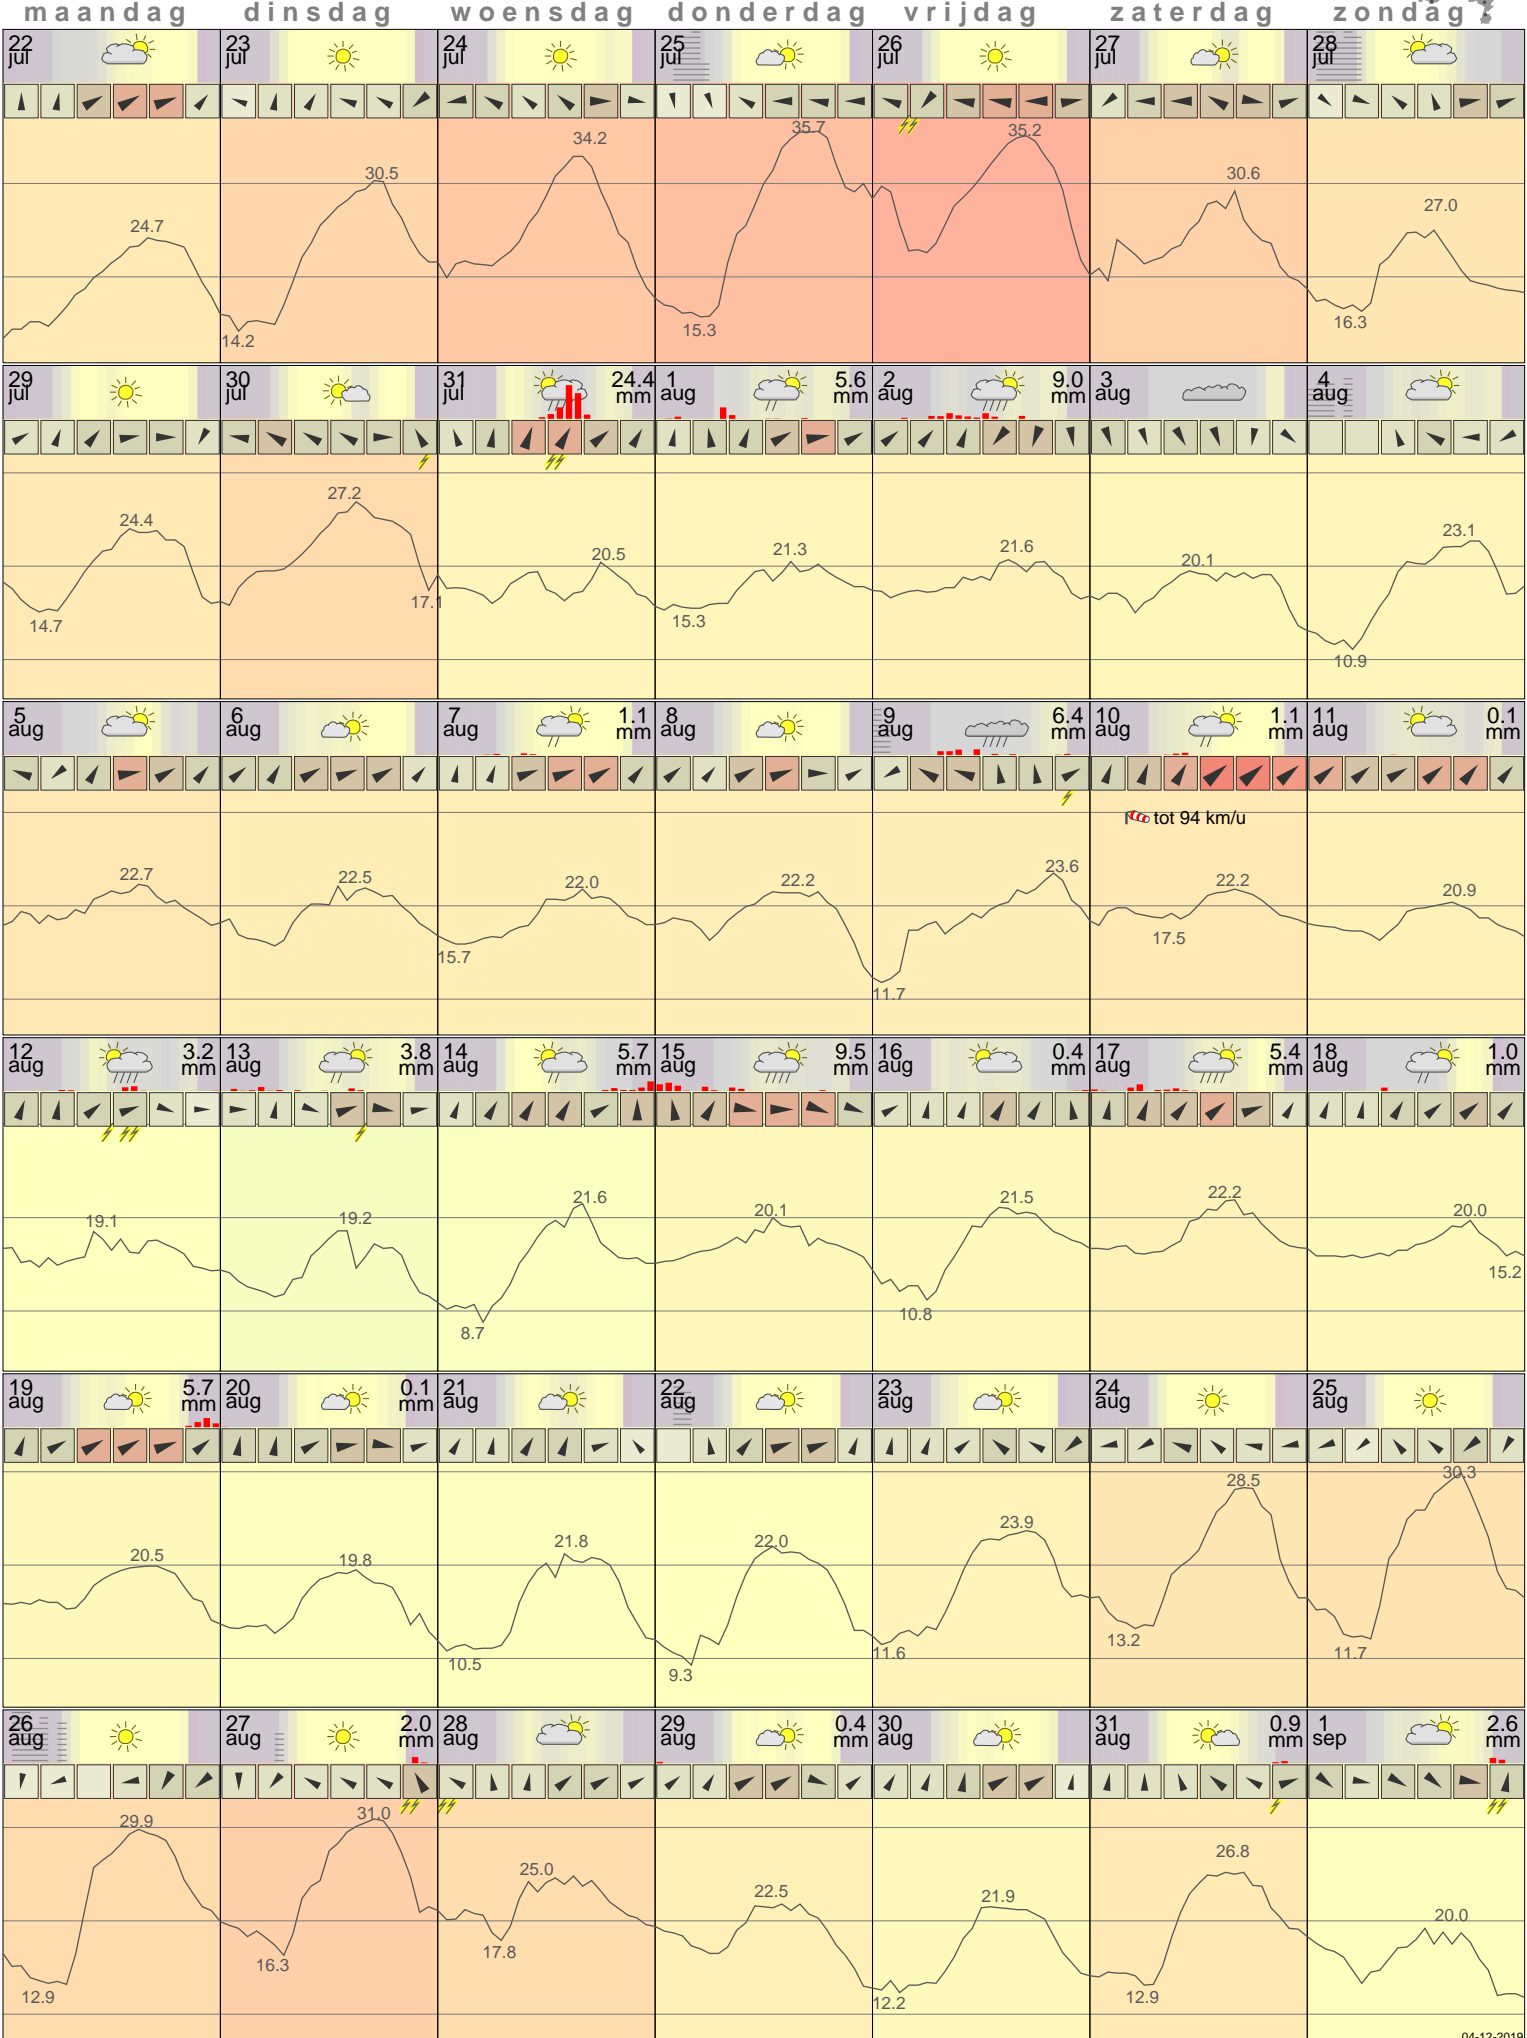 maandag dinsdag woensdag donderdag vrijdag zaterdag zondag
22 jul 23 jul 24 jul 25 jul 26 jul 27 jul 28 jul
24.7 14.2 30.5 34.2 15.3 35.7 35.2 30.6 16.3 27.0
29 jul 30 jul 31 jul 24.4 mm 1 aug 5.6 mm 2 aug 9.0 mm 3 aug 4 aug
14.7 24.4 27.2 17.1 20.5 15.3 21.3 21.6 20.1 10.9 23.1
5 aug 6 aug 7 aug 1.1 mm 8 aug 9 aug 6.4 mm 10 aug 1.1 mm 11 aug 0.1 mm
tot 94 km/u
22.7 22.5 15.7 22.0 22.2 11.7 23.6 17.5 22.2 20.9
12 aug 3.2 mm 13 aug 3.8 mm 14 aug 5.7 mm 15 aug 9.5 mm 16 aug 0.4 mm 17 aug 5.4 mm 18 aug 1.0 mm
19.1 19.2 8.7 21.6 20.1 10.8 21.5 22.2 20.0 15.2
19 aug 5.7 mm 20 aug 0.1 mm 21 aug 22 aug 23 aug 24 aug 25 aug
20.5 19.8 10.5 21.8 9.3 22.0 11.6 23.9 13.2 28.5 11.7 30.3
26 aug 27 aug 2.0 mm 28 aug 29 aug 0.4 mm 30 aug 31 aug 0.9 mm 1 sep 2.6 mm
12.9 29.9 16.3 31.0 17.8 25.0 22.5 12.2 21.9 12.9 26.8 20.0
04-12-2019